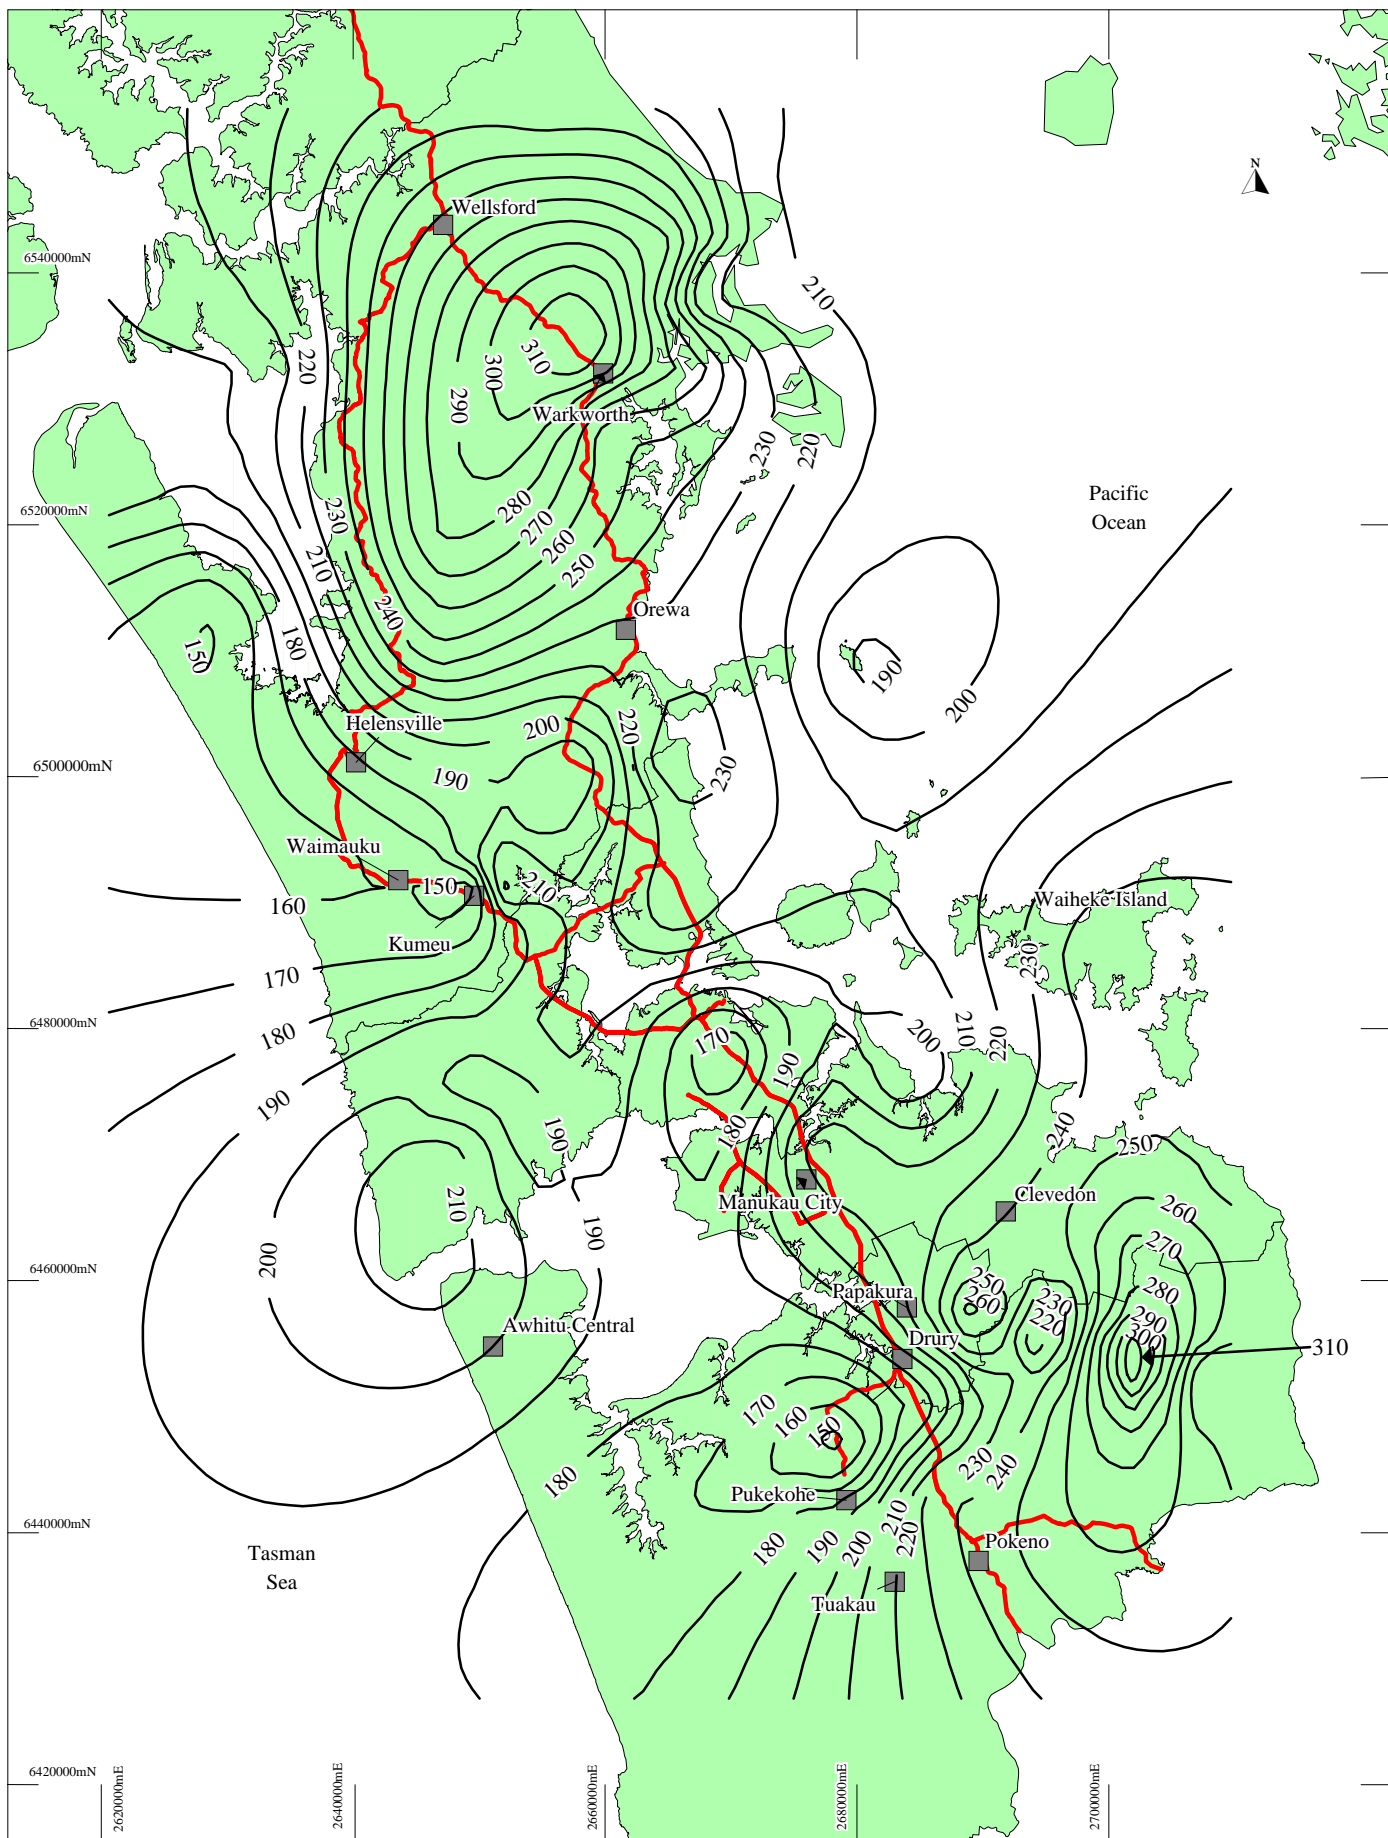 N
Wellsford
6540000mN
210
220
310
300
290
Warkworth
230
220
Pacific
Ocean
280
230
6520000mN
270
260
250
210
240
Orewa
180
150
190
200
Helensville
200
220
190
230
6500000mN
Waimauku
150
210
160
Waiheke Island
Kumeu
230
170
180
6480000mN
170
200
210
220
190
190
190
180
240
250
210
Manukau City
Clevedon
260
190
200
270
6460000mN
250
260
230
220
280
290
300
310
Papakura
Awhitu Central
Drury
170
160
150
180
230
240
Pukekohe
6440000mN
180
190
200
210
220
Pokeno
Tasman
Sea
Tuakau
6420000mN
2620000mE
2640000mE
2660000mE
2680000mE
2700000mE